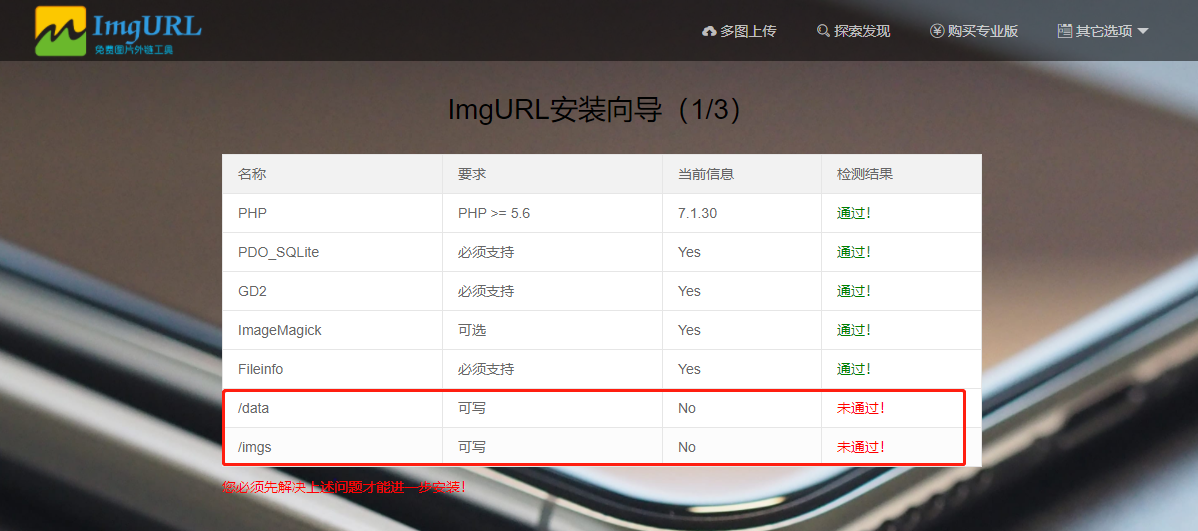 ImgURL
免费图片外链工具
多图上传 探索发现 购买专业版 其它选项
ImgURL安装向导（1/3）
名称 要求 当前信息 检测结果
PHP PHP >= 5.6 7.1.30 通过！
PDO_SQLite 必须支持 Yes 通过！
GD2 必须支持 Yes 通过！
ImageMagick 可选 Yes 通过！
Fileinfo 必须支持 Yes 通过！
/data 可写 No 未通过！
/imgs 可写 No 未通过！
您必须先解决上述问题才能进一步安装！